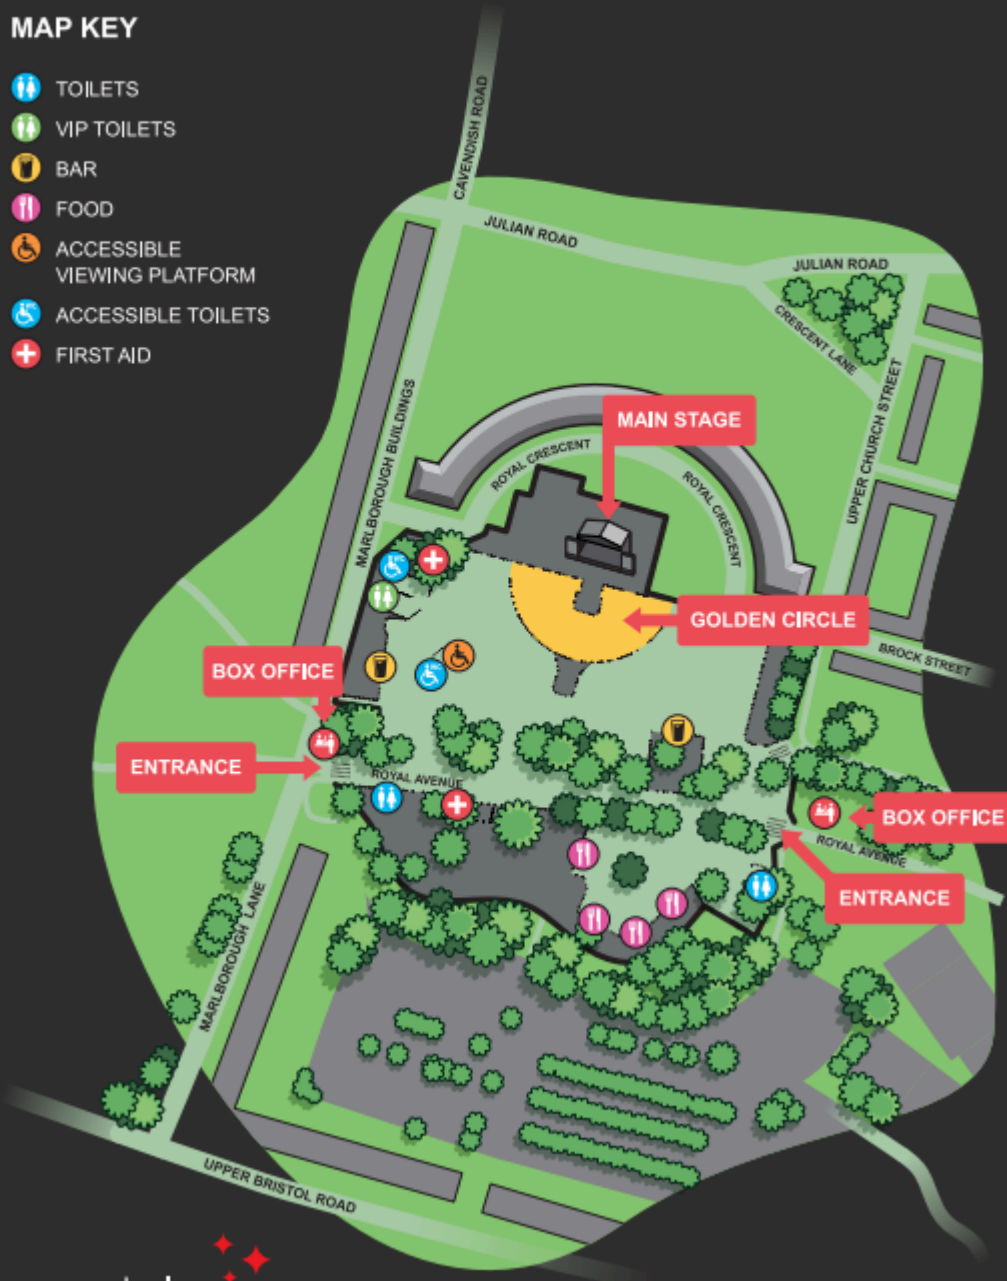 MAP KEY
TOILETS
VIP TOILETS
BAR
FOOD
ACCESSIBLE
VIEWING PLATFORM
ACCESSIBLE TOILETS
FIRST AID
CAVENDISH ROAD
JULIAN ROAD
JULIAN ROAD
CRESCENT LANE
UPPER CHURCH STREET
MARLBOROUGH BUILDINGS
MAIN STAGE
ROYAL CRESCENT
ROYAL CRESCENT
GOLDEN CIRCLE
BROCK STREET
BOX OFFICE
ENTRANCE
ROYAL AVENUE
BOX OFFICE
ROYAL AVENUE
ENTRANCE
MARLBOROUGH LANE
UPPER BRISTOL ROAD